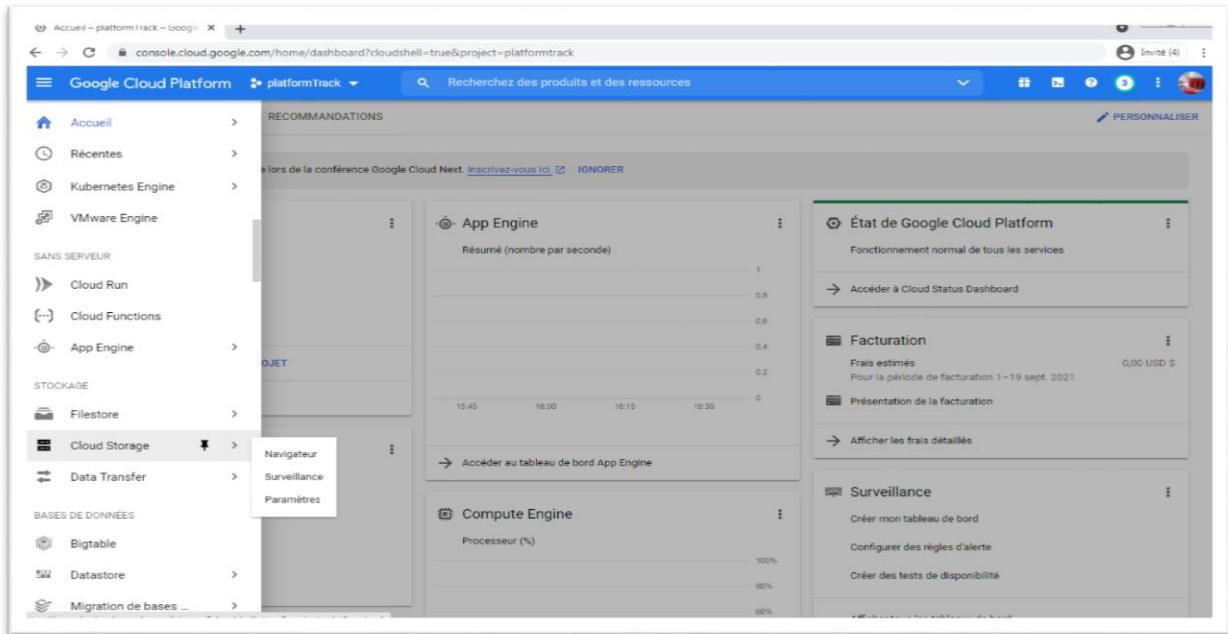 Accueil – platformTrack – Googl
console.cloud.google.com/home/dashboard?cloudshell=true&project=platformtrack
Invité (4)
Google Cloud Platform
platformTrack
Recherchez des produits et des ressources
3
Accueil
Récentes
Kubernetes Engine
VMware Engine
SANS SERVEUR
Cloud Run
Cloud Functions
App Engine
STOCKAGE
Filestore
Cloud Storage
Data Transfer
BASES DE DONNÉES
Bigtable
Datastore
Migration de bases ...
Navigateur
Surveillance
Paramètres
RECOMMANDATIONS
PERSONNALISER
lors de la conférence Google Cloud Next. Inscrivez-vous ici IGNORER
OJET
App Engine
Résumé (nombre par seconde)
1
0,8
0,6
0,4
0,2
0
15:45 16:00 16:15 16:30
Accéder au tableau de bord App Engine
Compute Engine
Processeur (%)
100%
80%
60%
État de Google Cloud Platform
Fonctionnement normal de tous les services
Accéder à Cloud Status Dashboard
Facturation
Frais estimés 0,00 USD $
Pour la période de facturation 1–19 sept. 2021
Présentation de la facturation
Afficher les frais détaillés
Surveillance
Créer mon tableau de bord
Configurer des règles d'alerte
Créer des tests de disponibilité